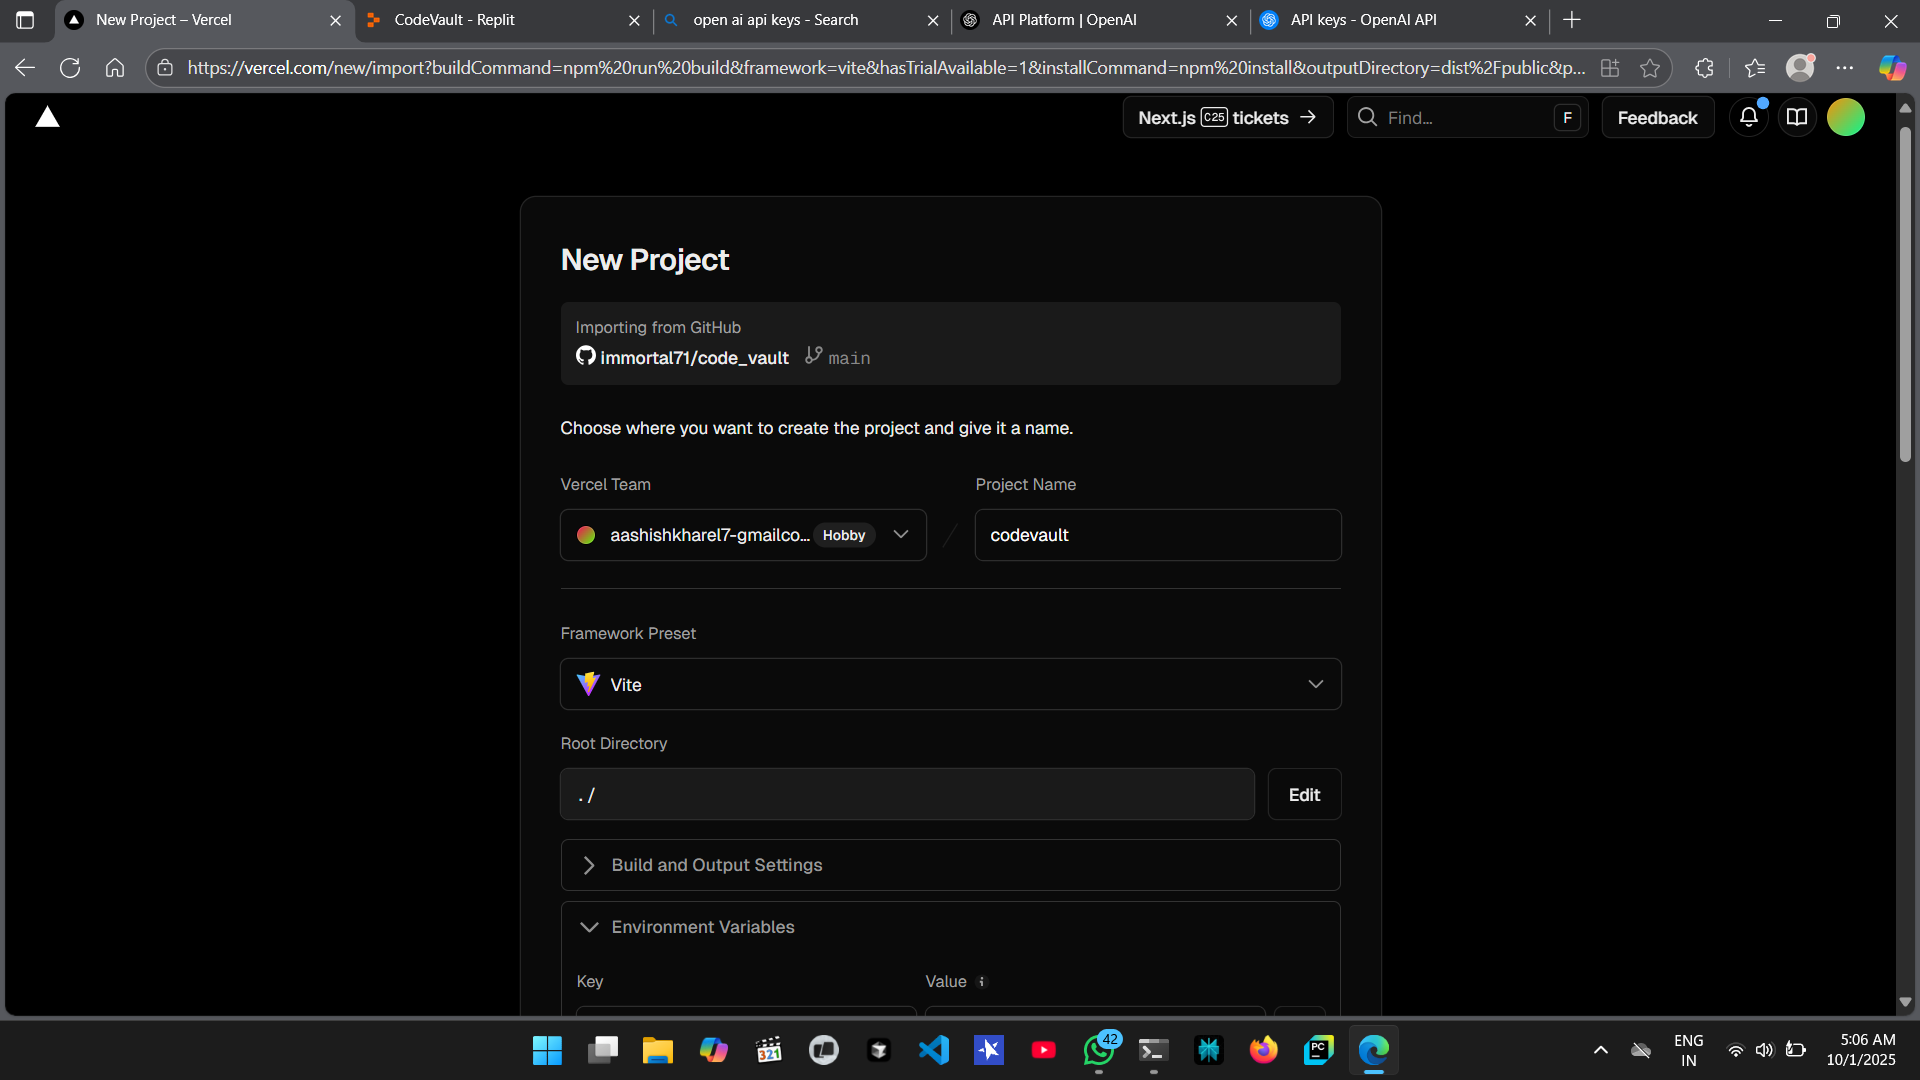 New Project – Vercel
CodeVault - Replit
open ai api keys - Search
API Platform | OpenAI
API keys - OpenAI API
https://vercel.com/new/import?buildCommand=npm%20run%20build&framework=vite&hasTrialAvailable=1&installCommand=npm%20install&outputDirectory=dist%2Fpublic&p...
Next.js C25 tickets →
Find...
F
Feedback
New Project
Importing from GitHub
immortal71/code_vault main
Choose where you want to create the project and give it a name.
Vercel Team
Project Name
aashishkharel7-gmailco... Hobby
codevault
Framework Preset
Vite
Root Directory
./
Edit
Build and Output Settings
Environment Variables
Key
Value
321
42
PC
ENG
IN
5:06 AM
10/1/2025